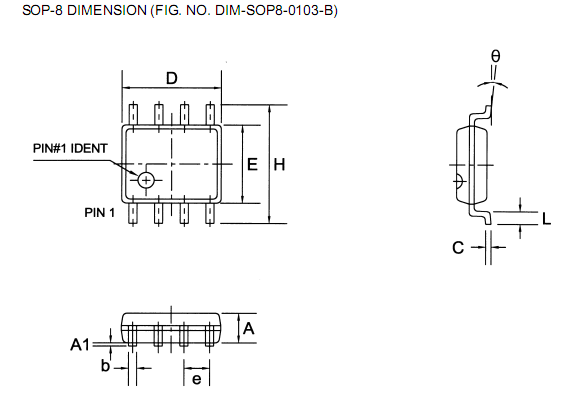 SOP-8 DIMENSION (FIG. NO. DIM-SOP8-0103-B)
D
θ
PIN#1 IDENT
E
H
PIN 1
L
C
A
A1
b
e